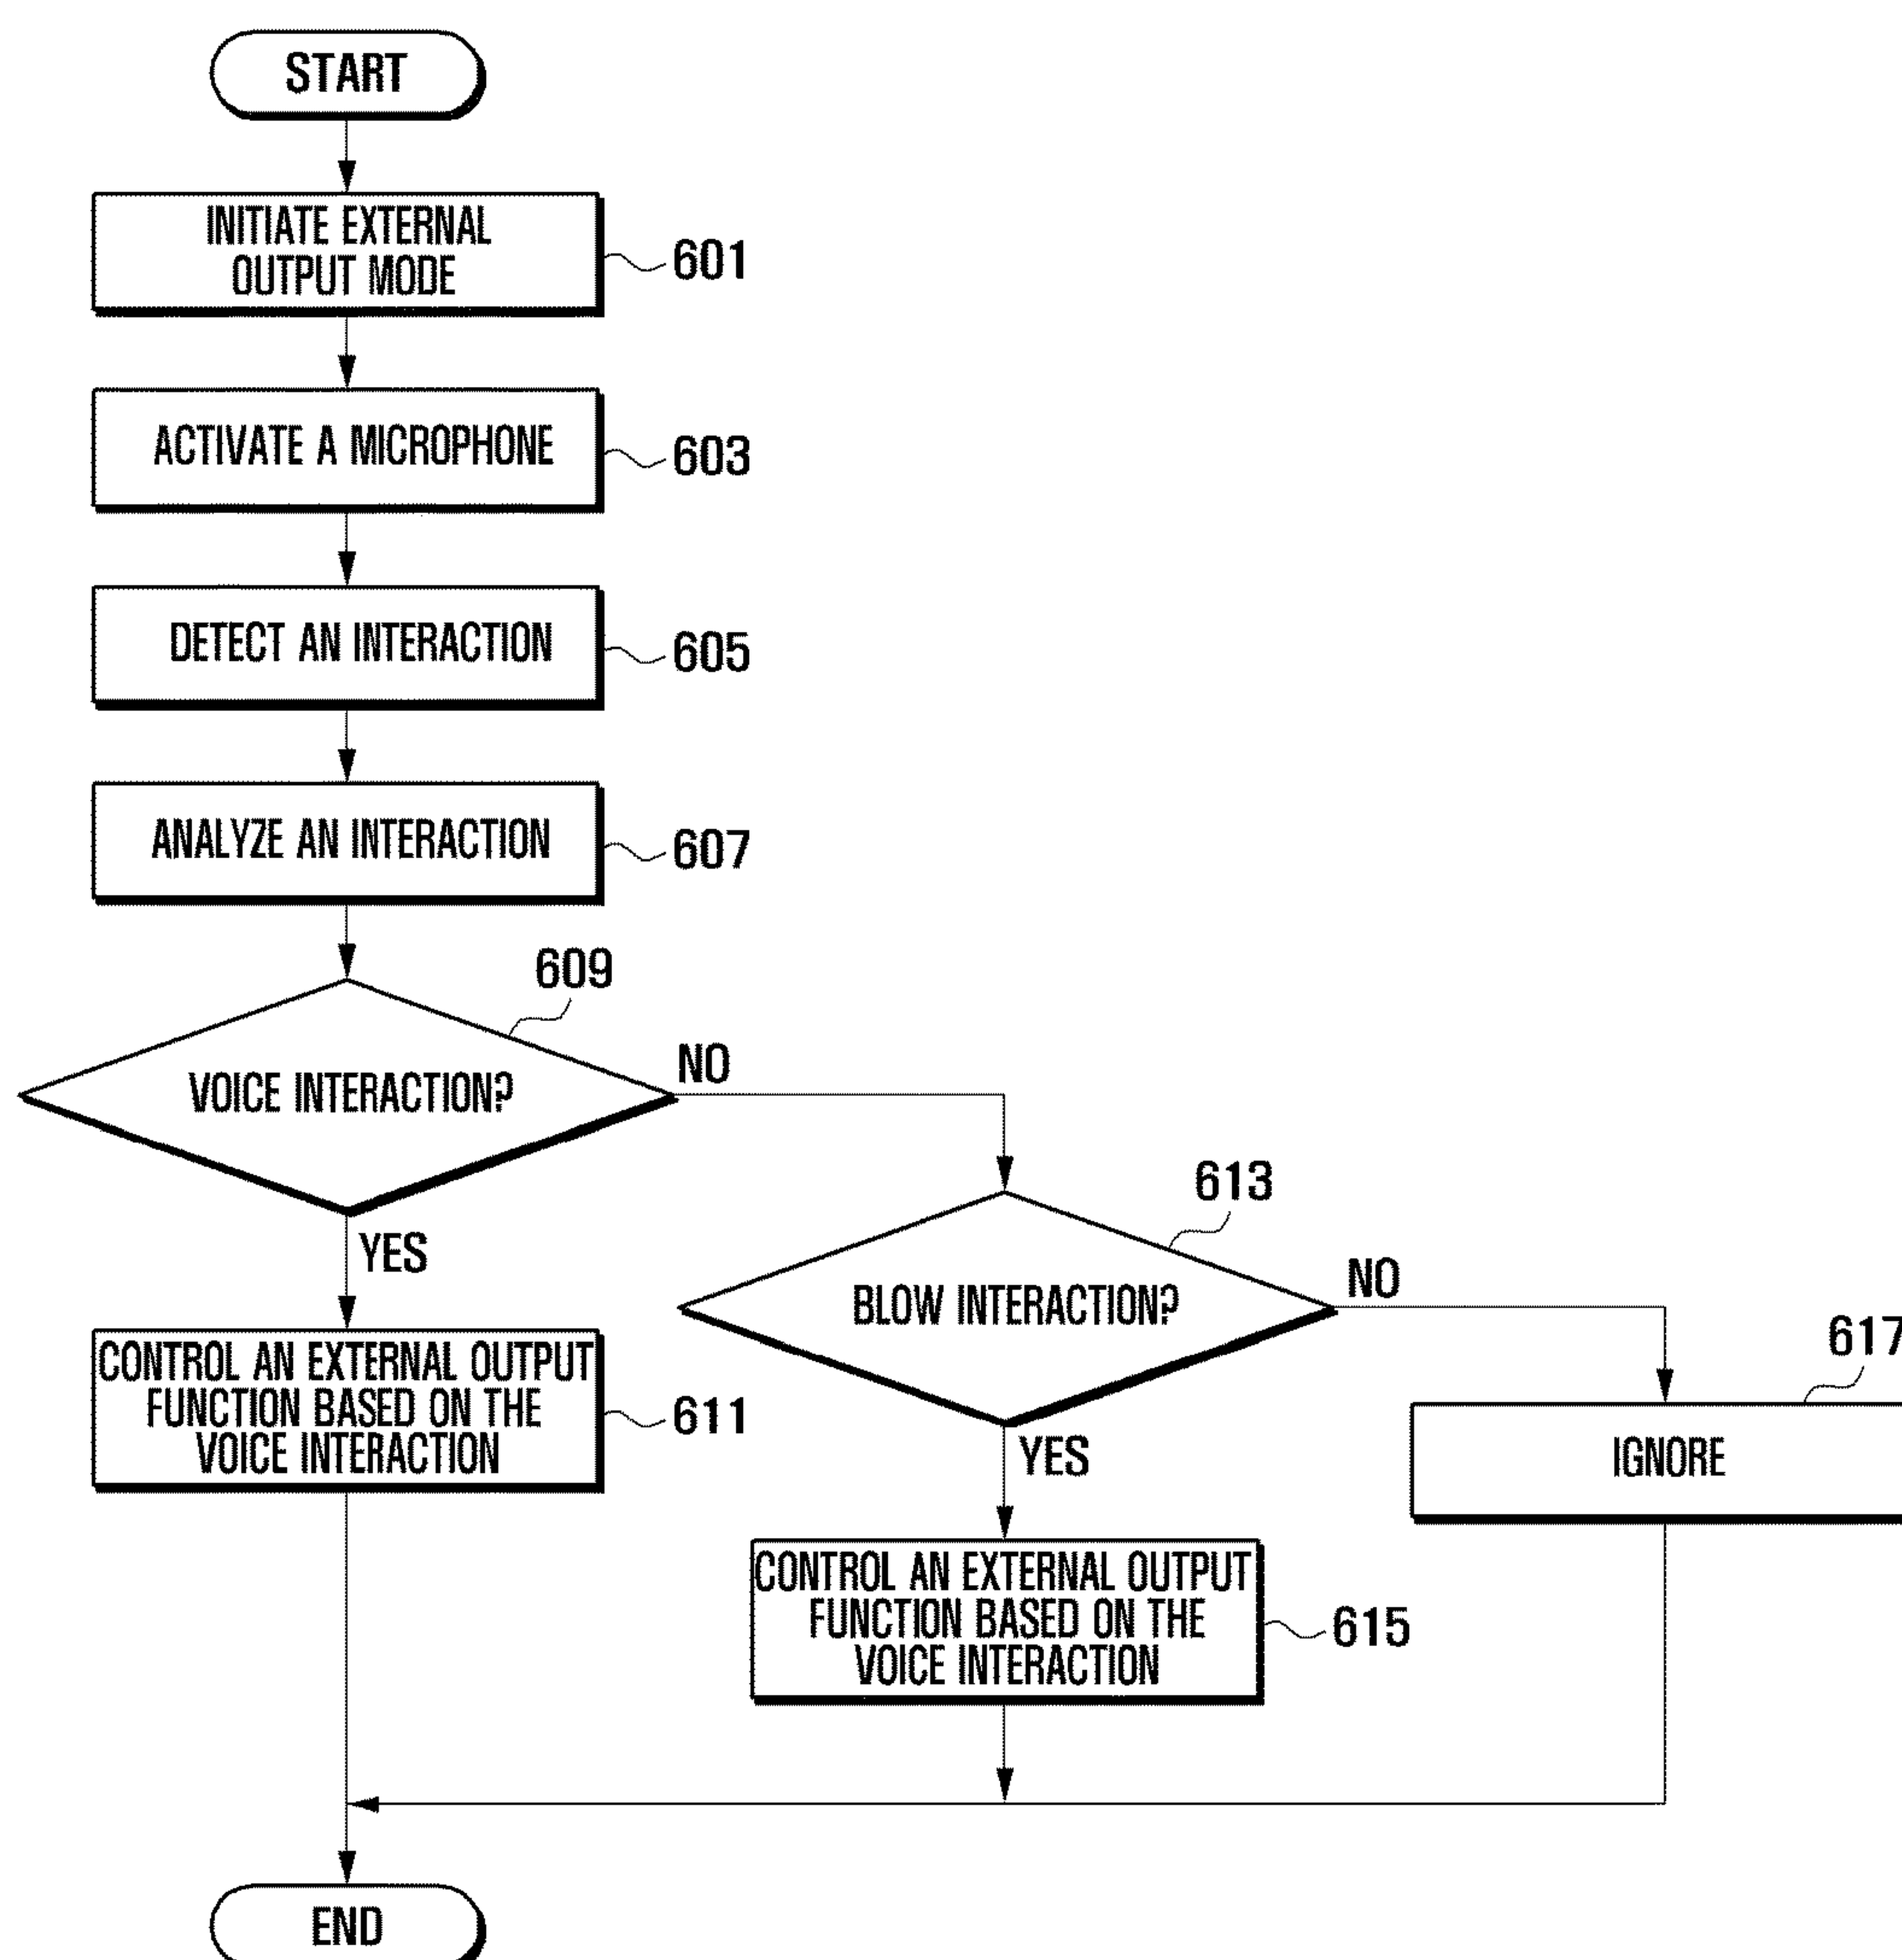 START
INITIATE EXTERNAL
OUTPUT MODE
601
ACTIVATE A MICROPHONE
603
DETECT AN INTERACTION
605
ANALYZE AN INTERACTION
607
609
VOICE INTERACTION?
NO
YES
613
BLOW INTERACTION?
NO
YES
617
IGNORE
CONTROL AN EXTERNAL OUTPUT
FUNCTION BASED ON THE
VOICE INTERACTION
611
CONTROL AN EXTERNAL OUTPUT
FUNCTION BASED ON THE
VOICE INTERACTION
615
END